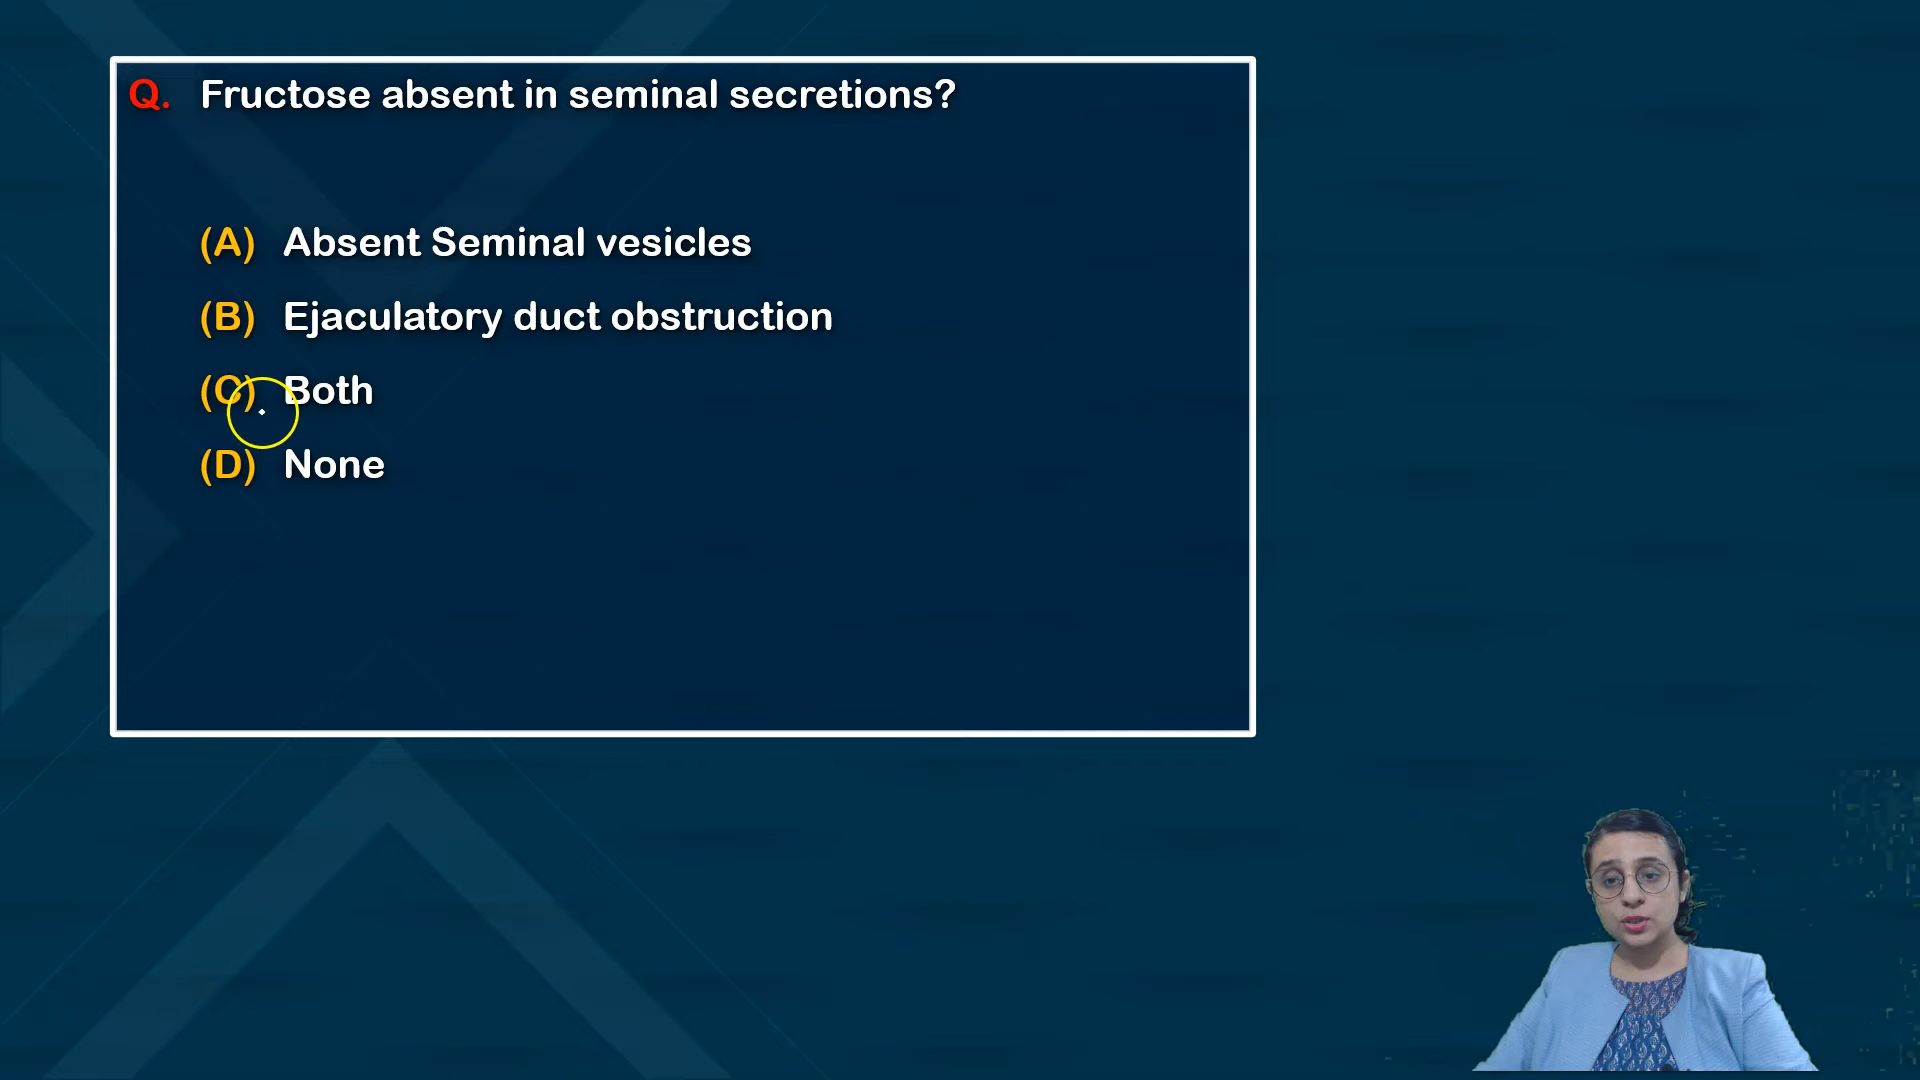 Q. Fructose absent in seminal secretions?
(A) Absent Seminal vesicles
(B) Ejaculatory duct obstruction
(C) Both
(D) None